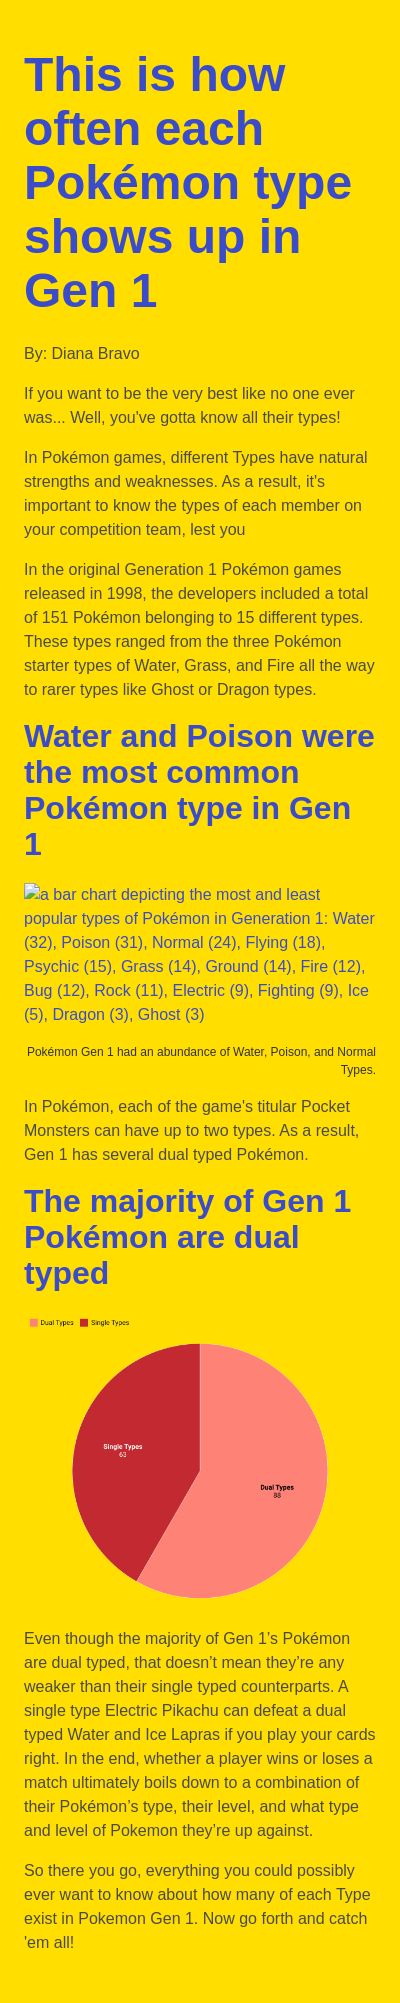 This is how
often each
Pokémon type
shows up in
Gen 1
By: Diana Bravo
If you want to be the very best like no one ever
was... Well, you've gotta know all their types!
In Pokémon games, different Types have natural
strengths and weaknesses. As a result, it's
important to know the types of each member on
your competition team, lest you
In the original Generation 1 Pokémon games
released in 1998, the developers included a total
of 151 Pokémon belonging to 15 different types.
These types ranged from the three Pokémon
starter types of Water, Grass, and Fire all the way
to rarer types like Ghost or Dragon types.
Water and Poison were
the most common
Pokémon type in Gen
1
a bar chart depicting the most and least
popular types of Pokémon in Generation 1: Water
(32), Poison (31), Normal (24), Flying (18),
Psychic (15), Grass (14), Ground (14), Fire (12),
Bug (12), Rock (11), Electric (9), Fighting (9), Ice
(5), Dragon (3), Ghost (3)
Pokémon Gen 1 had an abundance of Water, Poison, and Normal
Types.
In Pokémon, each of the game's titular Pocket
Monsters can have up to two types. As a result,
Gen 1 has several dual typed Pokémon.
The majority of Gen 1
Pokémon are dual
typed
Dual Types Single Types
Single Types
63
Dual Types
88
Even though the majority of Gen 1's Pokémon
are dual typed, that doesn’t mean they’re any
weaker than their single typed counterparts. A
single type Electric Pikachu can defeat a dual
typed Water and Ice Lapras if you play your cards
right. In the end, whether a player wins or loses a
match ultimately boils down to a combination of
their Pokémon’s type, their level, and what type
and level of Pokemon they’re up against.
So there you go, everything you could possibly
ever want to know about how many of each Type
exist in Pokemon Gen 1. Now go forth and catch
'em all!